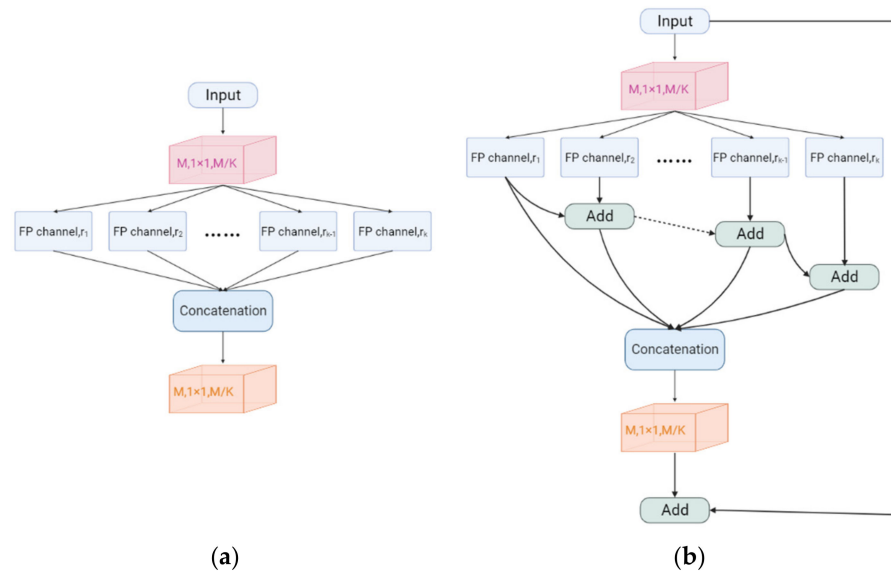 Input
M,1×1,M/K
FP channel,r₁ FP channel,r₂ …… FP channel,rₖ₋₁ FP channel,rₖ
Concatenation
M,1×1,M/K
(a)
Input
M,1×1,M/K
FP channel,r₁ FP channel,r₂ …… FP channel,rₖ₋₁ FP channel,rₖ
Add
Add
Add
Concatenation
M,1×1,M/K
Add
(b)